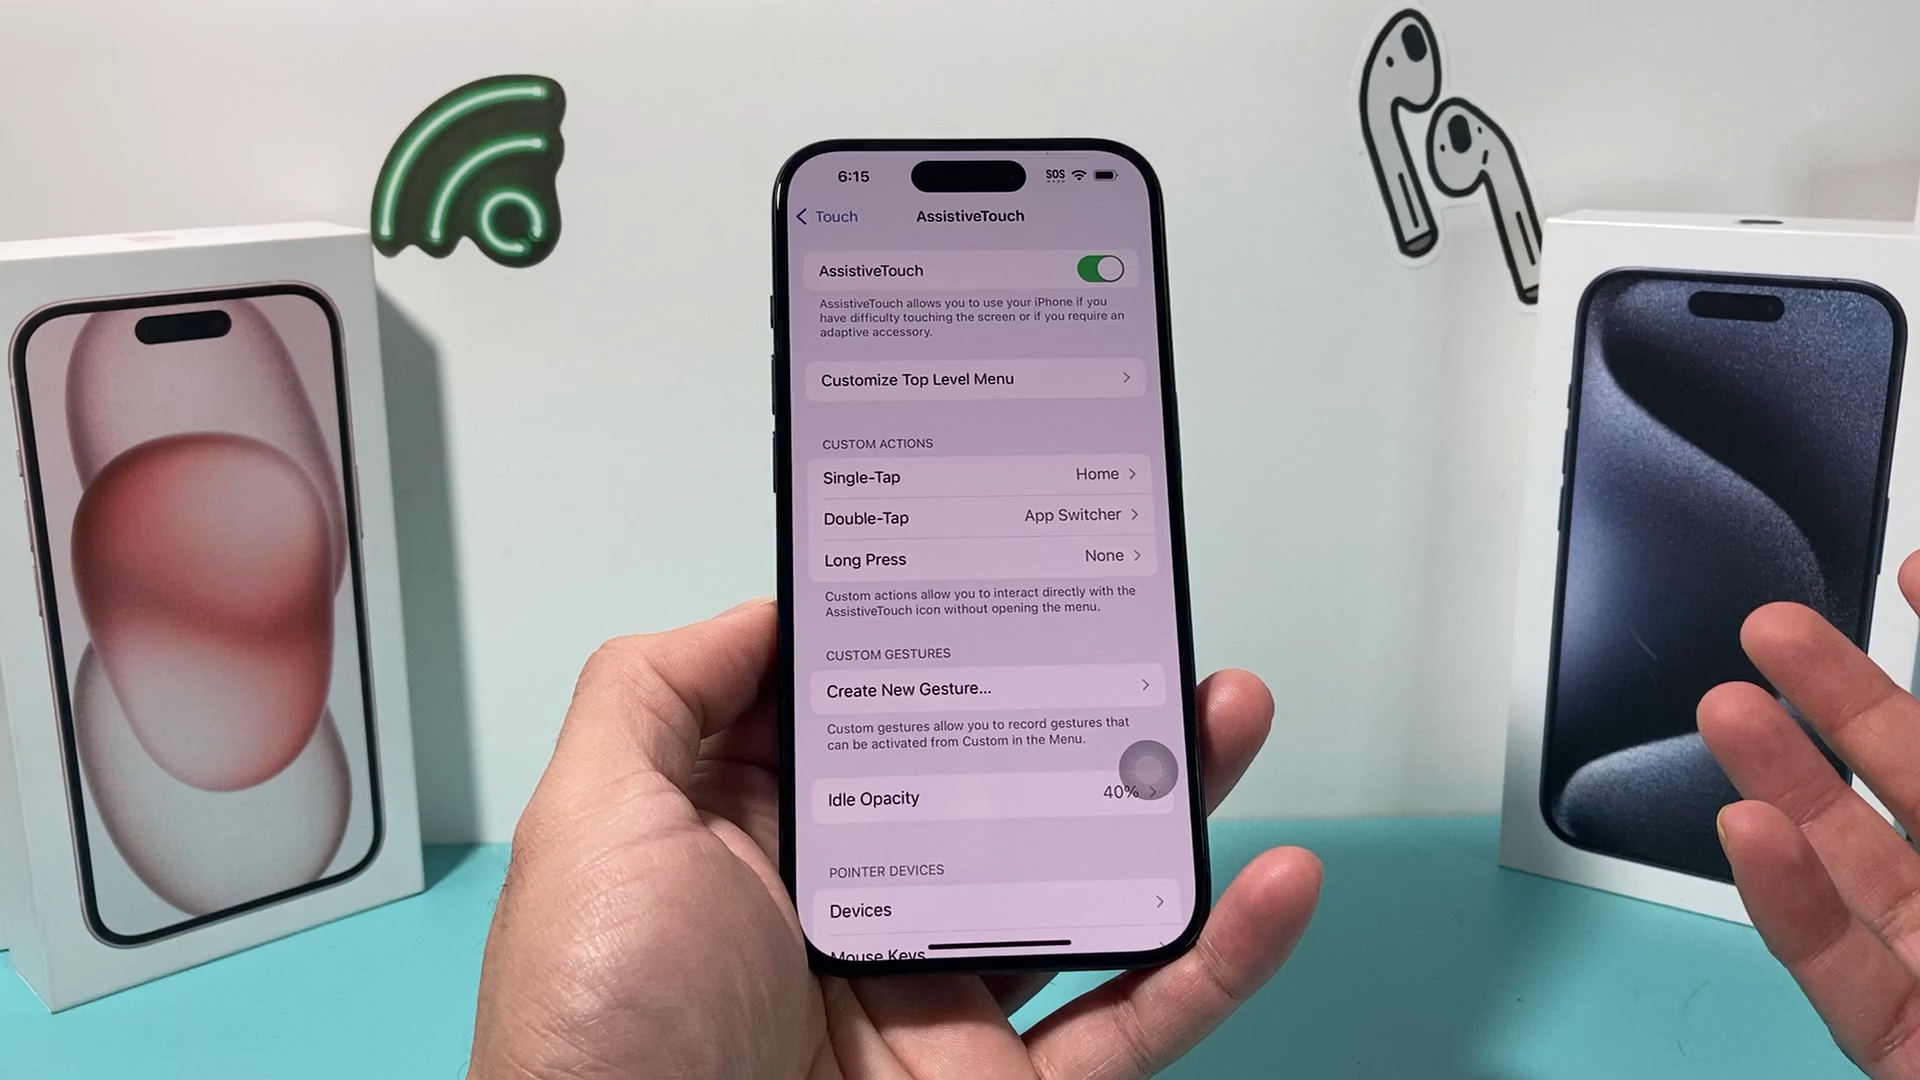 6:15
SOS
Touch
AssistiveTouch
AssistiveTouch
AssistiveTouch allows you to use your iPhone if you
have difficulty touching the screen or if you require an
adaptive accessory.
Customize Top Level Menu
CUSTOM ACTIONS
Single-Tap Home
Double-Tap App Switcher
Long Press None
Custom actions allow you to interact directly with the
AssistiveTouch icon without opening the menu.
CUSTOM GESTURES
Create New Gesture...
Custom gestures allow you to record gestures that
can be activated from Custom in the Menu.
Idle Opacity 40%
POINTER DEVICES
Devices
Mouse Keys